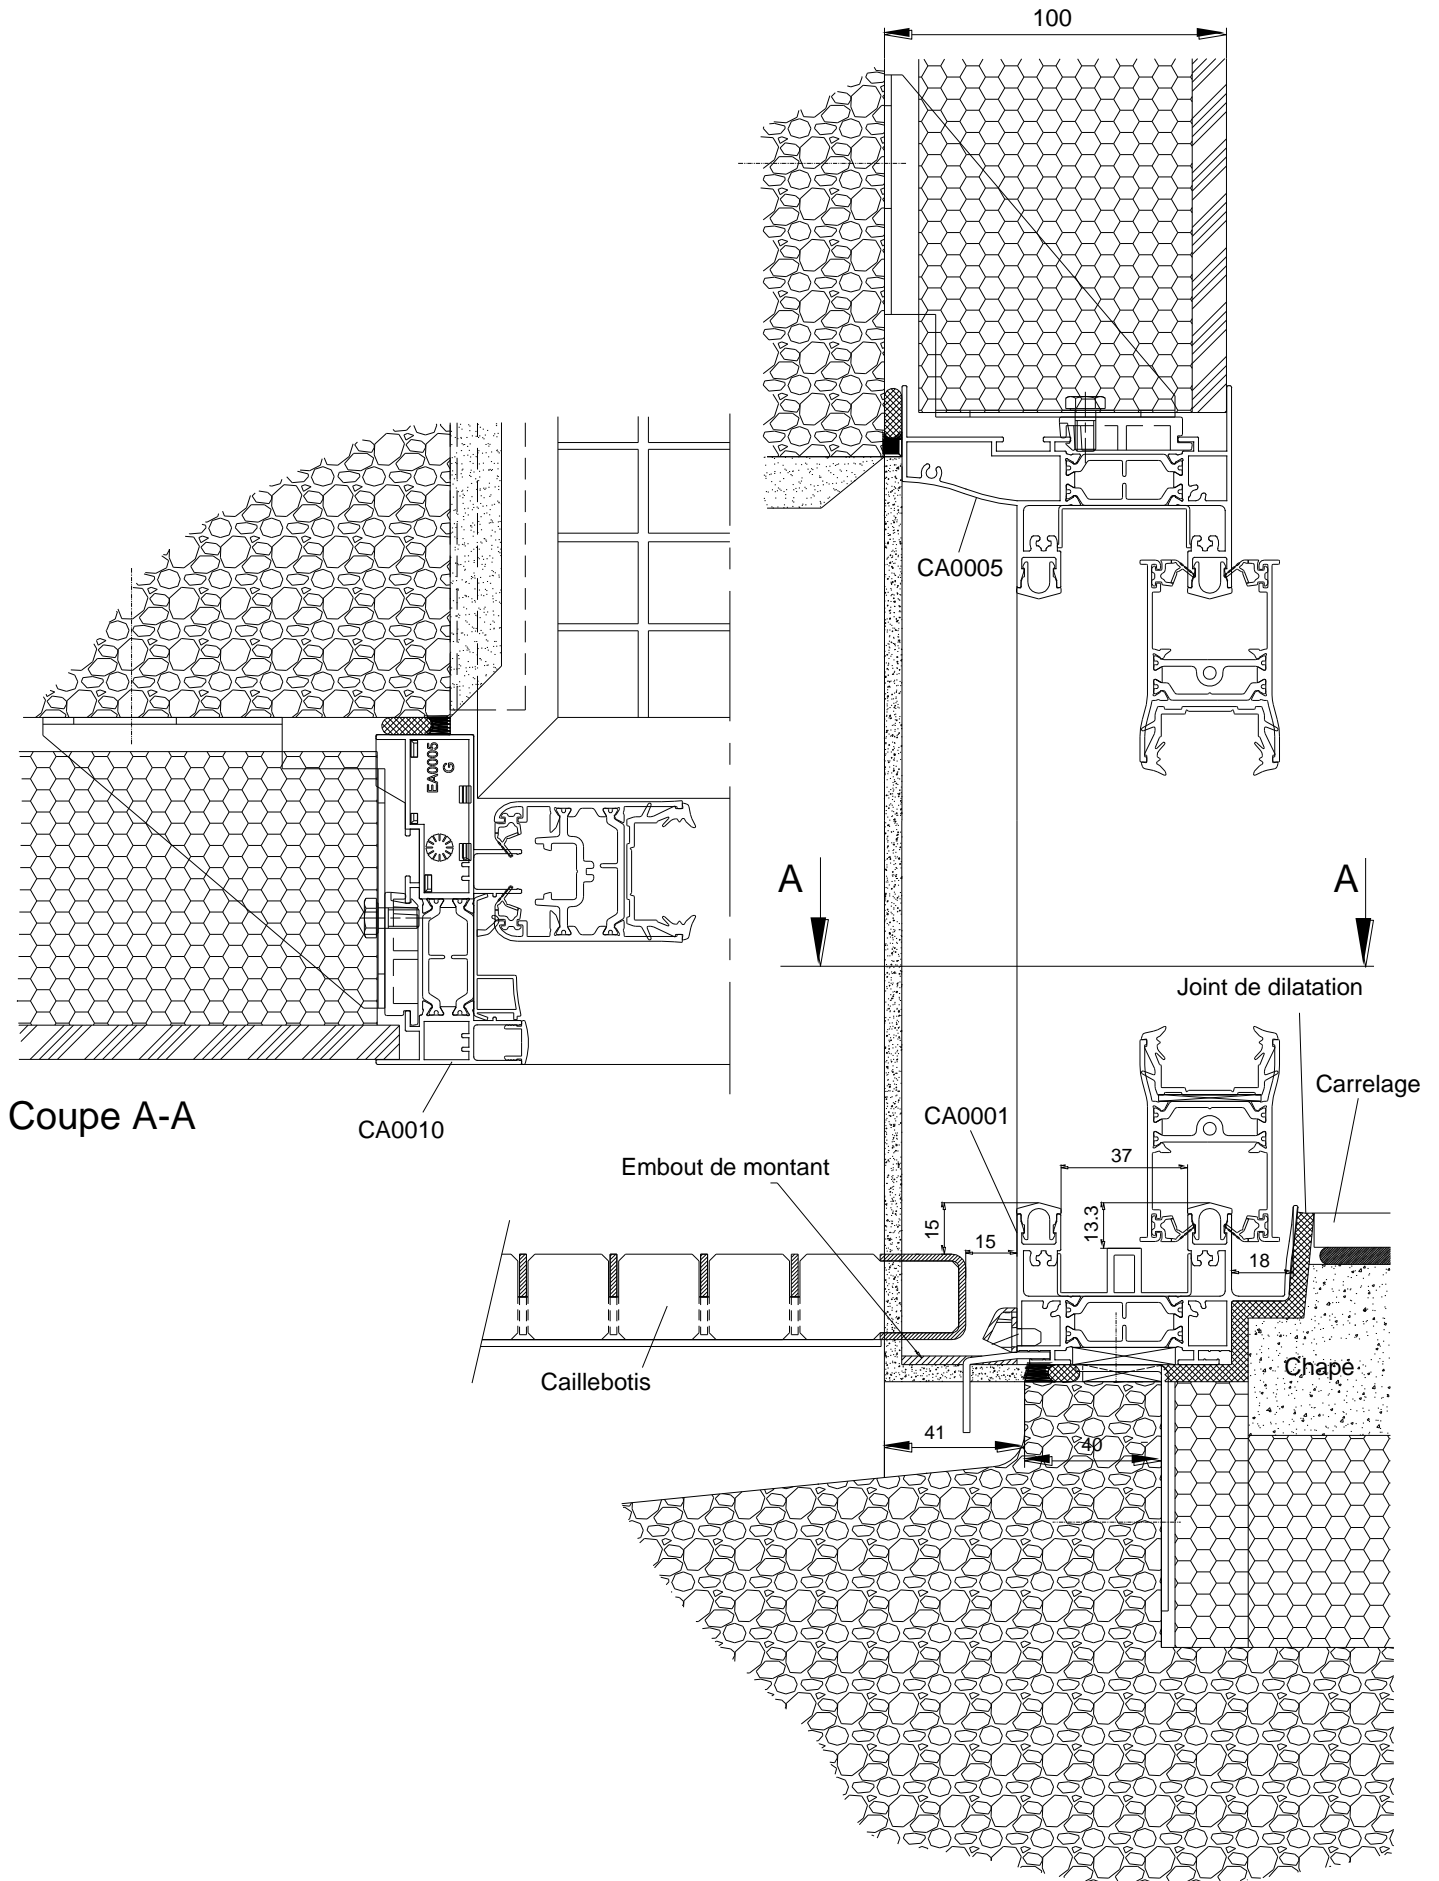 100
CA0005
EA0005
G
A A
Joint de dilatation
Carrelage
Coupe A-A
CA0010
CA0001
Embout de montant
37
15
13.3
15
18
Caillebotis
Chape
41
40